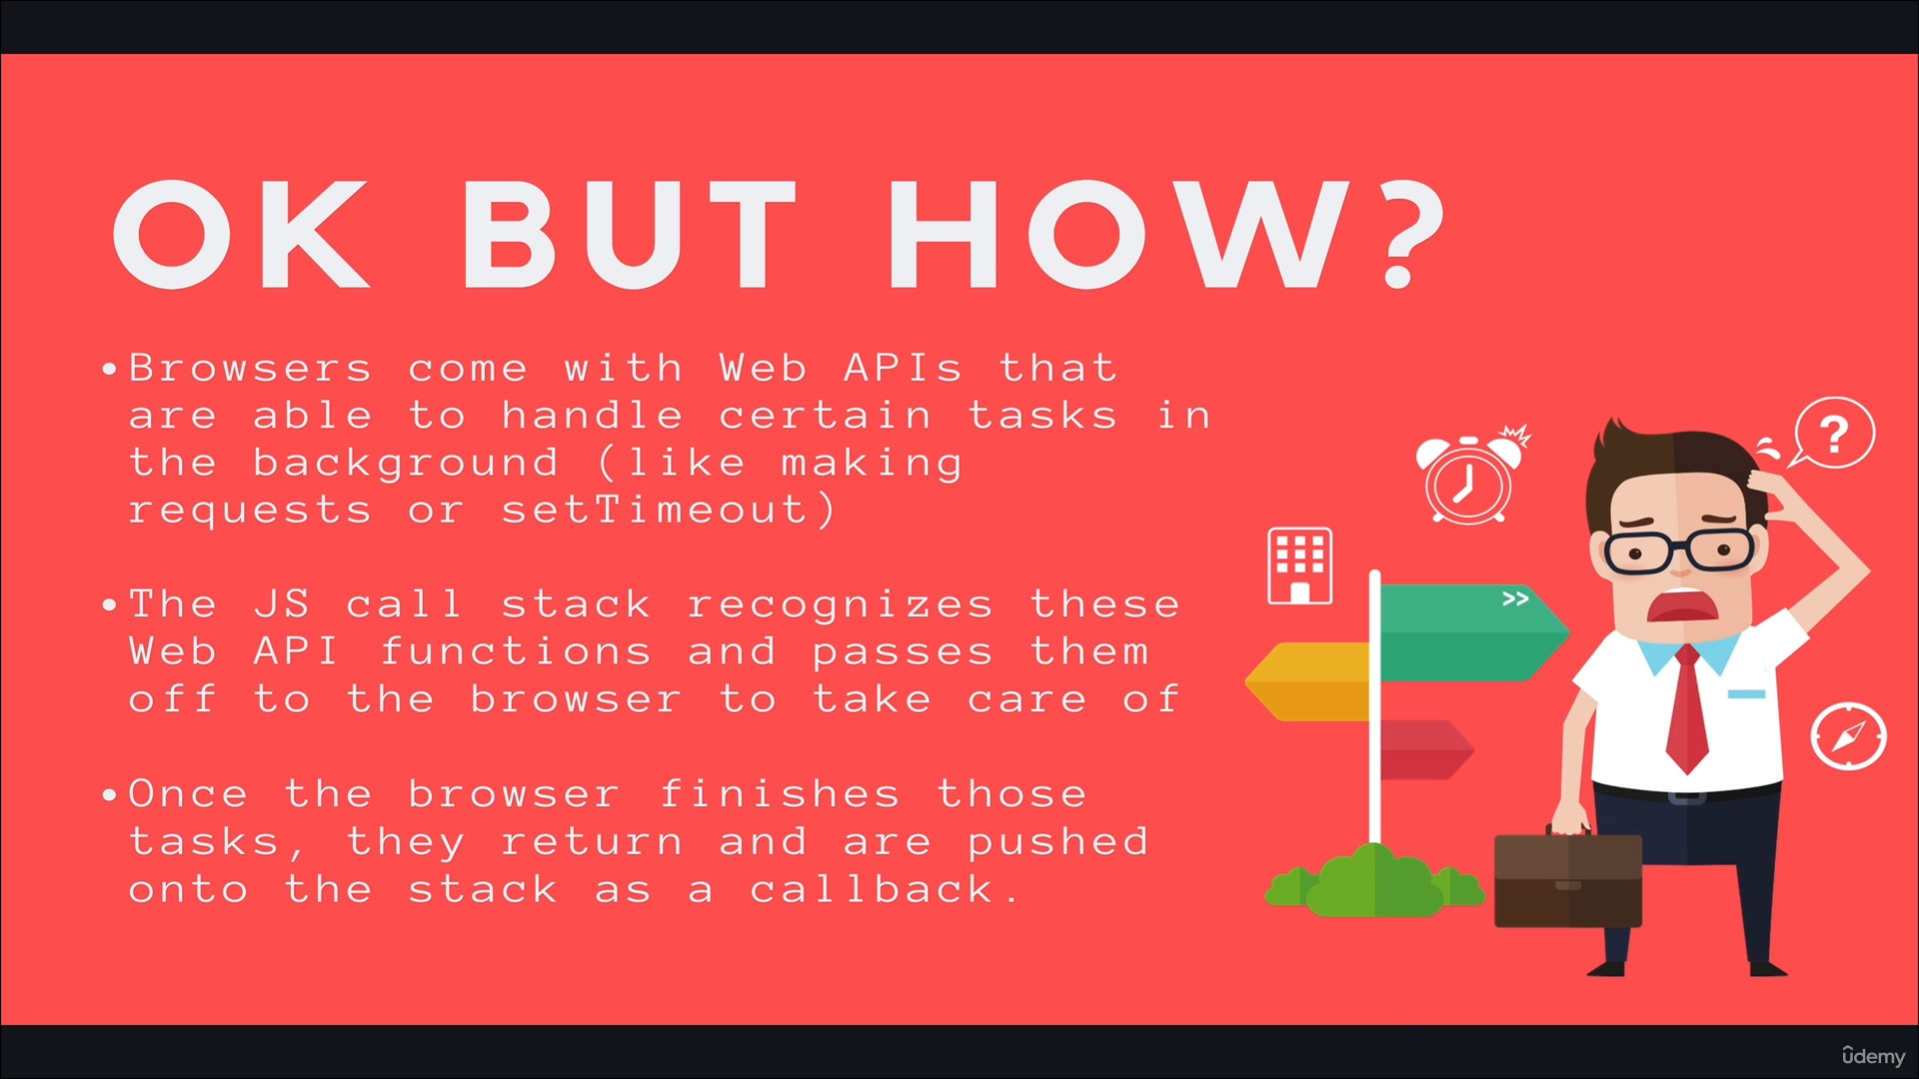 OK BUT HOW?
•Browsers come with Web APIs that
are able to handle certain tasks in
the background (like making
requests or setTimeout)
•The JS call stack recognizes these
Web API functions and passes them
off to the browser to take care of
•Once the browser finishes those
tasks, they return and are pushed
onto the stack as a callback.
?
>>
ûdemy